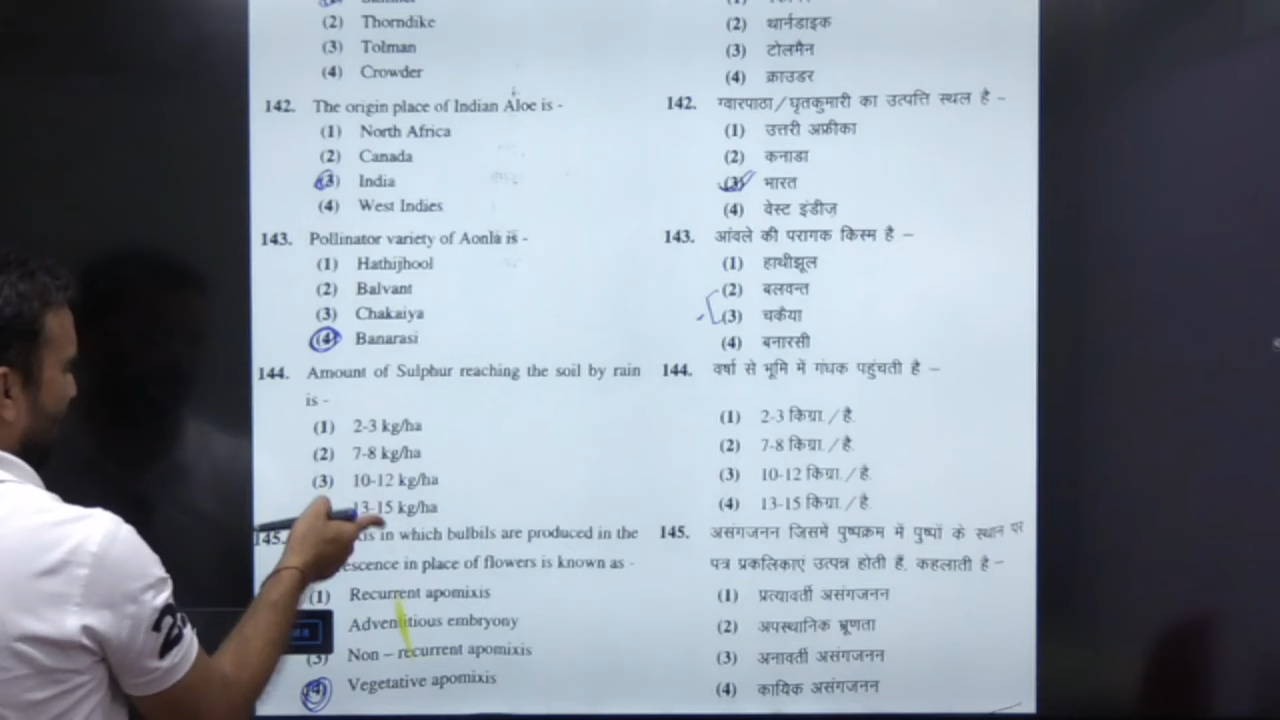 (2) Thorndike
(3) Tolman
(4) Crowder
142. The origin place of Indian Aloe is -
(1) North Africa
(2) Canada
(3) India
(4) West Indies
143. Pollinator variety of Aonla is -
(1) Hathijhool
(2) Balvant
(3) Chakaiya
(4) Banarasi
144. Amount of Sulphur reaching the soil by rain
is -
(1) 2-3 kg/ha
(2) 7-8 kg/ha
(3) 10-12 kg/ha
13-15 kg/ha
145. in which bulbils are produced in the
in place of flowers is known as -
(1) Recurrent apomixis
Adventitious embryony
(3) Non – recurrent apomixis
(4) Vegetative apomixis
(2) थार्नडाइक
(3) टोलमैन
(4) क्राउडर
142. ग्वारपाठा/घृतकुमारी का उत्पत्ति स्थल है –
(1) उत्तरी अफ्रीका
(2) कनाडा
(3) भारत
(4) वेस्ट इंडीज़
143. आंवले की परागक किस्म है –
(1) हाथीझूल
(2) बलवन्त
(3) चकैया
(4) बनारसी
144. वर्षा से भूमि में गंधक पहुंचती है –
(1) 2-3 किग्रा./है.
(2) 7-8 किग्रा./है.
(3) 10-12 किग्रा./है.
(4) 13-15 किग्रा./है.
145. असंगजनन जिसमें पुष्पक्रम में पुष्पों के स्थान पर
पत्र प्रकलिकाएं उत्पन्न होती हैं, कहलाती है –
(1) प्रत्यावर्ती असंगजनन
(2) अपस्थानिक भ्रूणता
(3) अनावर्ती असंगजनन
(4) कायिक असंगजनन